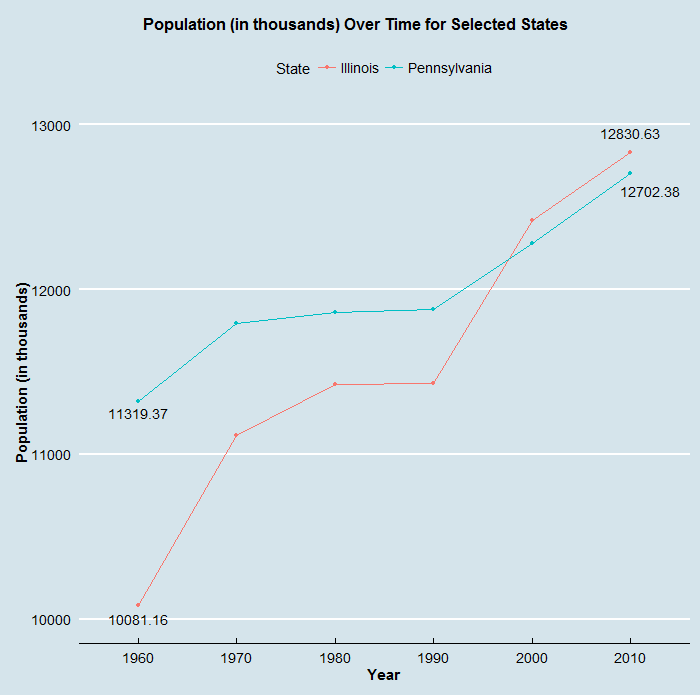 Population (in thousands) Over Time for Selected States
State Illinois Pennsylvania
Population (in thousands)
13000
12000
11000
10000
12830.63
12702.38
11319.37
10081.16
1960 1970 1980 1990 2000 2010
Year